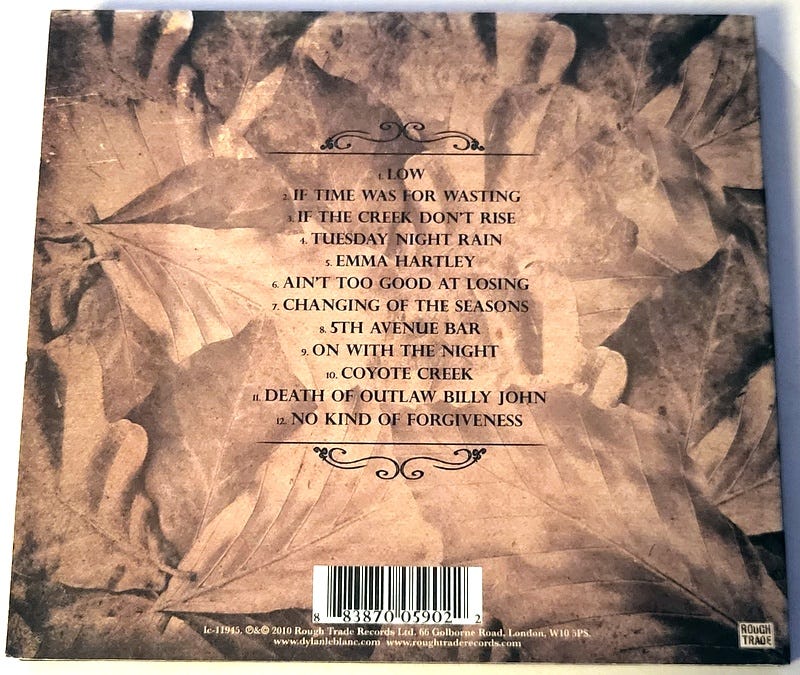 1. LOW
2. IF TIME WAS FOR WASTING
3. IF THE CREEK DON'T RISE
4. TUESDAY NIGHT RAIN
5. EMMA HARTLEY
6. AIN'T TOO GOOD AT LOSING
7. CHANGING OF THE SEASONS
8. 5TH AVENUE BAR
9. ON WITH THE NIGHT
10. COYOTE CREEK
11. DEATH OF OUTLAW BILLY JOHN
12. NO KIND OF FORGIVENESS
8 83870 05902 2
lc-11945. ℗&© 2010 Rough Trade Records Ltd. 66 Golborne Road, London, W10 5PS.
www.dylanleblanc.com www.roughtraderecords.com
ROUGH
TRADE